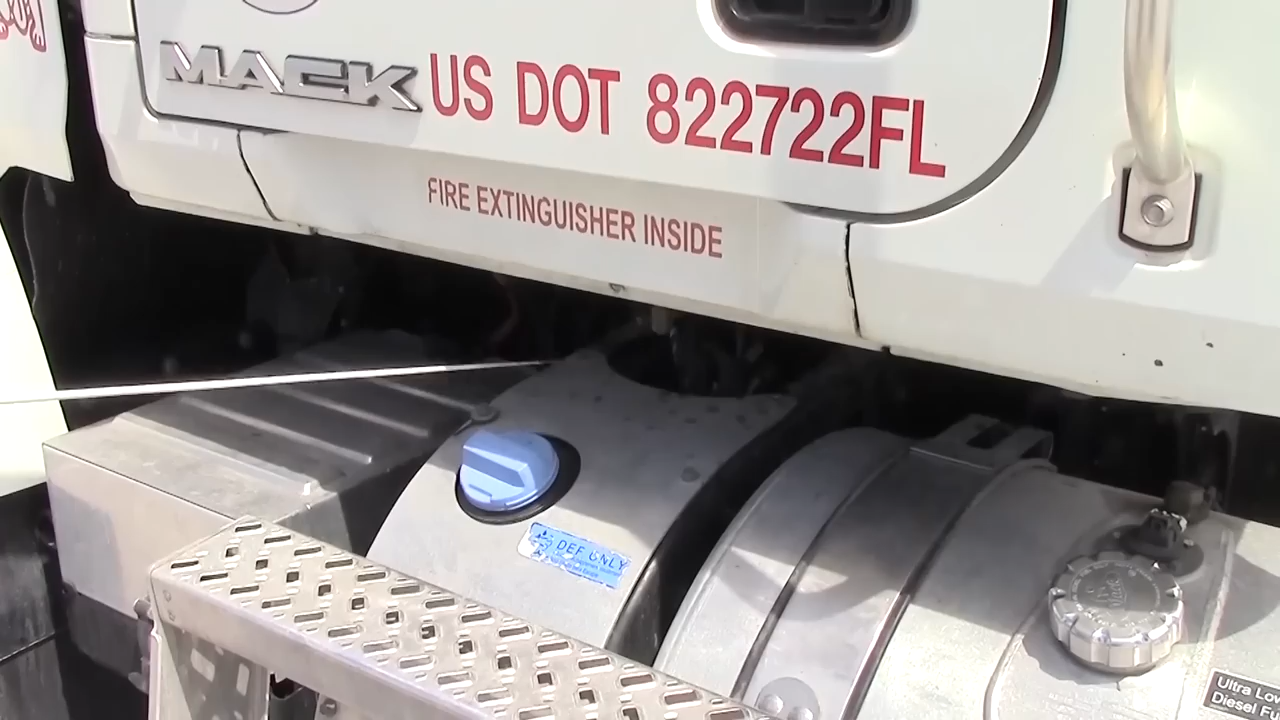 MACK
US DOT 822722FL
FIRE EXTINGUISHER INSIDE
DEF ONLY
Ultra Low
Diesel Fu